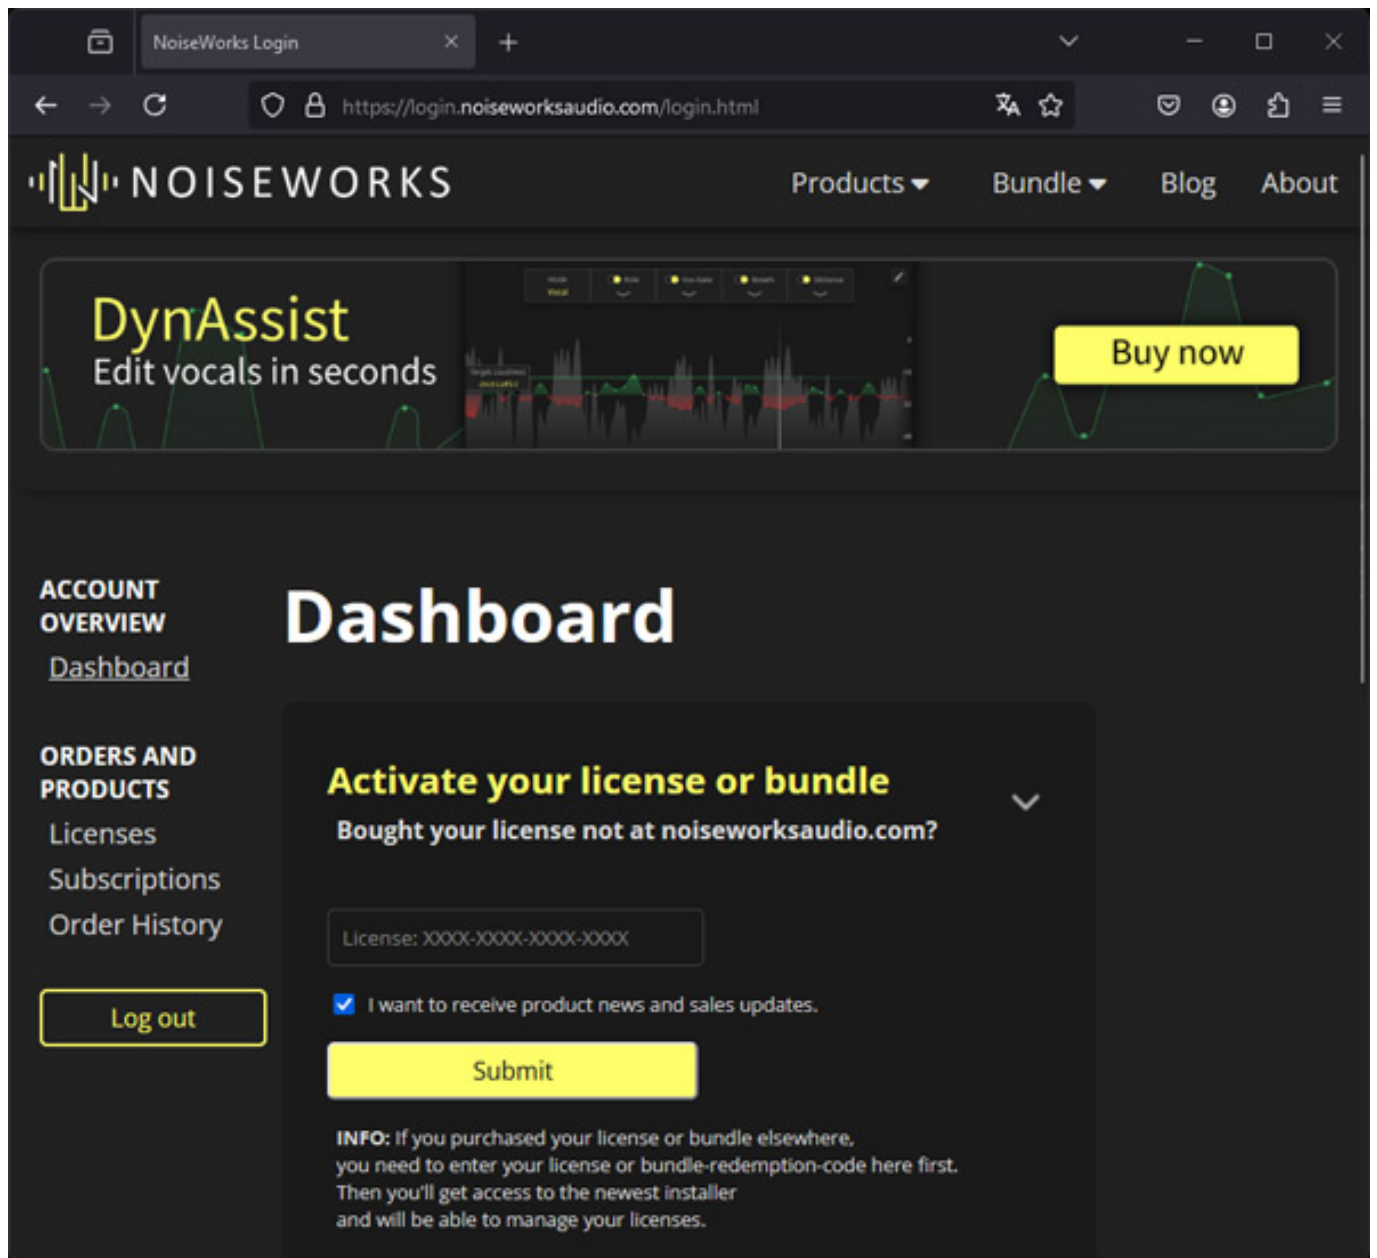 NoiseWorks Login
https://login.noiseworksaudio.com/login.html
NOISEWORKS
Products
Bundle
Blog
About
DynAssist
Edit vocals in seconds
Buy now
ACCOUNT
OVERVIEW
Dashboard
ORDERS AND
PRODUCTS
Licenses
Subscriptions
Order History
Log out
Dashboard
Activate your license or bundle
Bought your license not at noiseworksaudio.com?
License: XXXX-XXXX-XXXX-XXXX
I want to receive product news and sales updates.
Submit
INFO: If you purchased your license or bundle elsewhere,
you need to enter your license or bundle-redemption-code here first.
Then you'll get access to the newest installer
and will be able to manage your licenses.